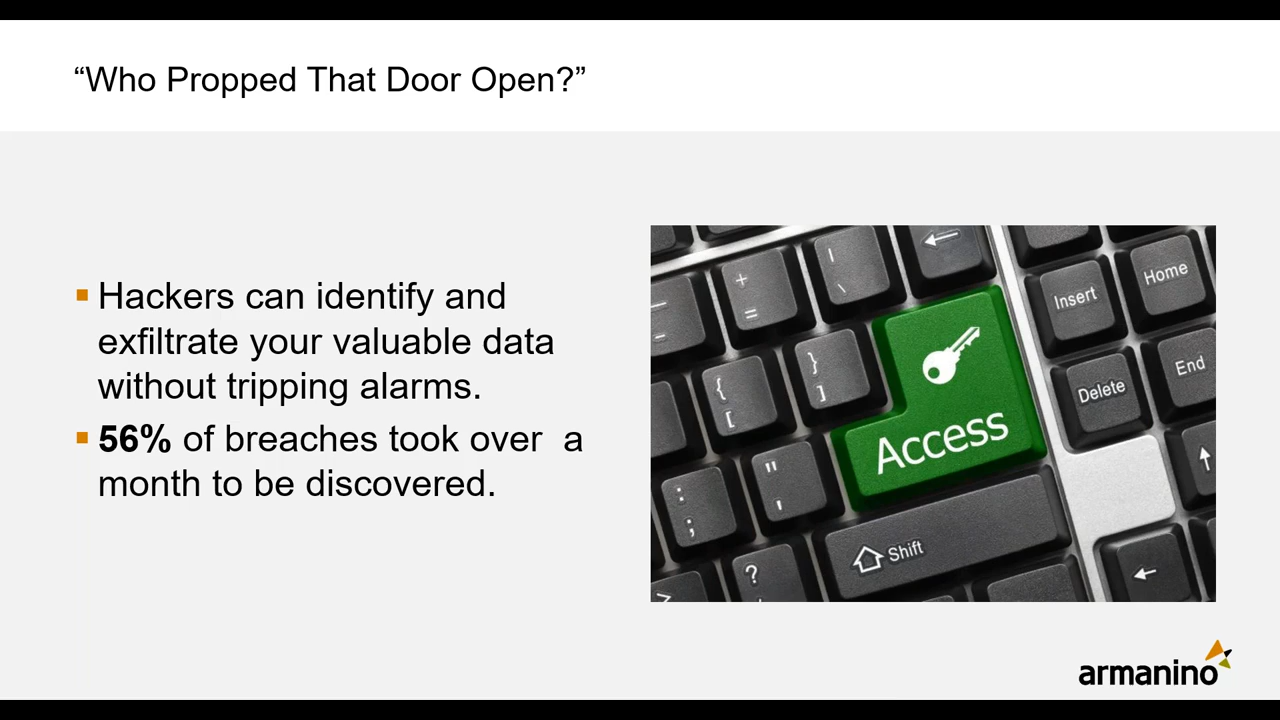 “Who Propped That Door Open?”
▪ Hackers can identify and
exfiltrate your valuable data
without tripping alarms.
▪ 56% of breaches took over  a
month to be discovered.
+
=
|
\
←
Insert
Home
{
[
}
]
Delete
End
Access
"
'
:
;
↑
Shift
?
>
←
armanino